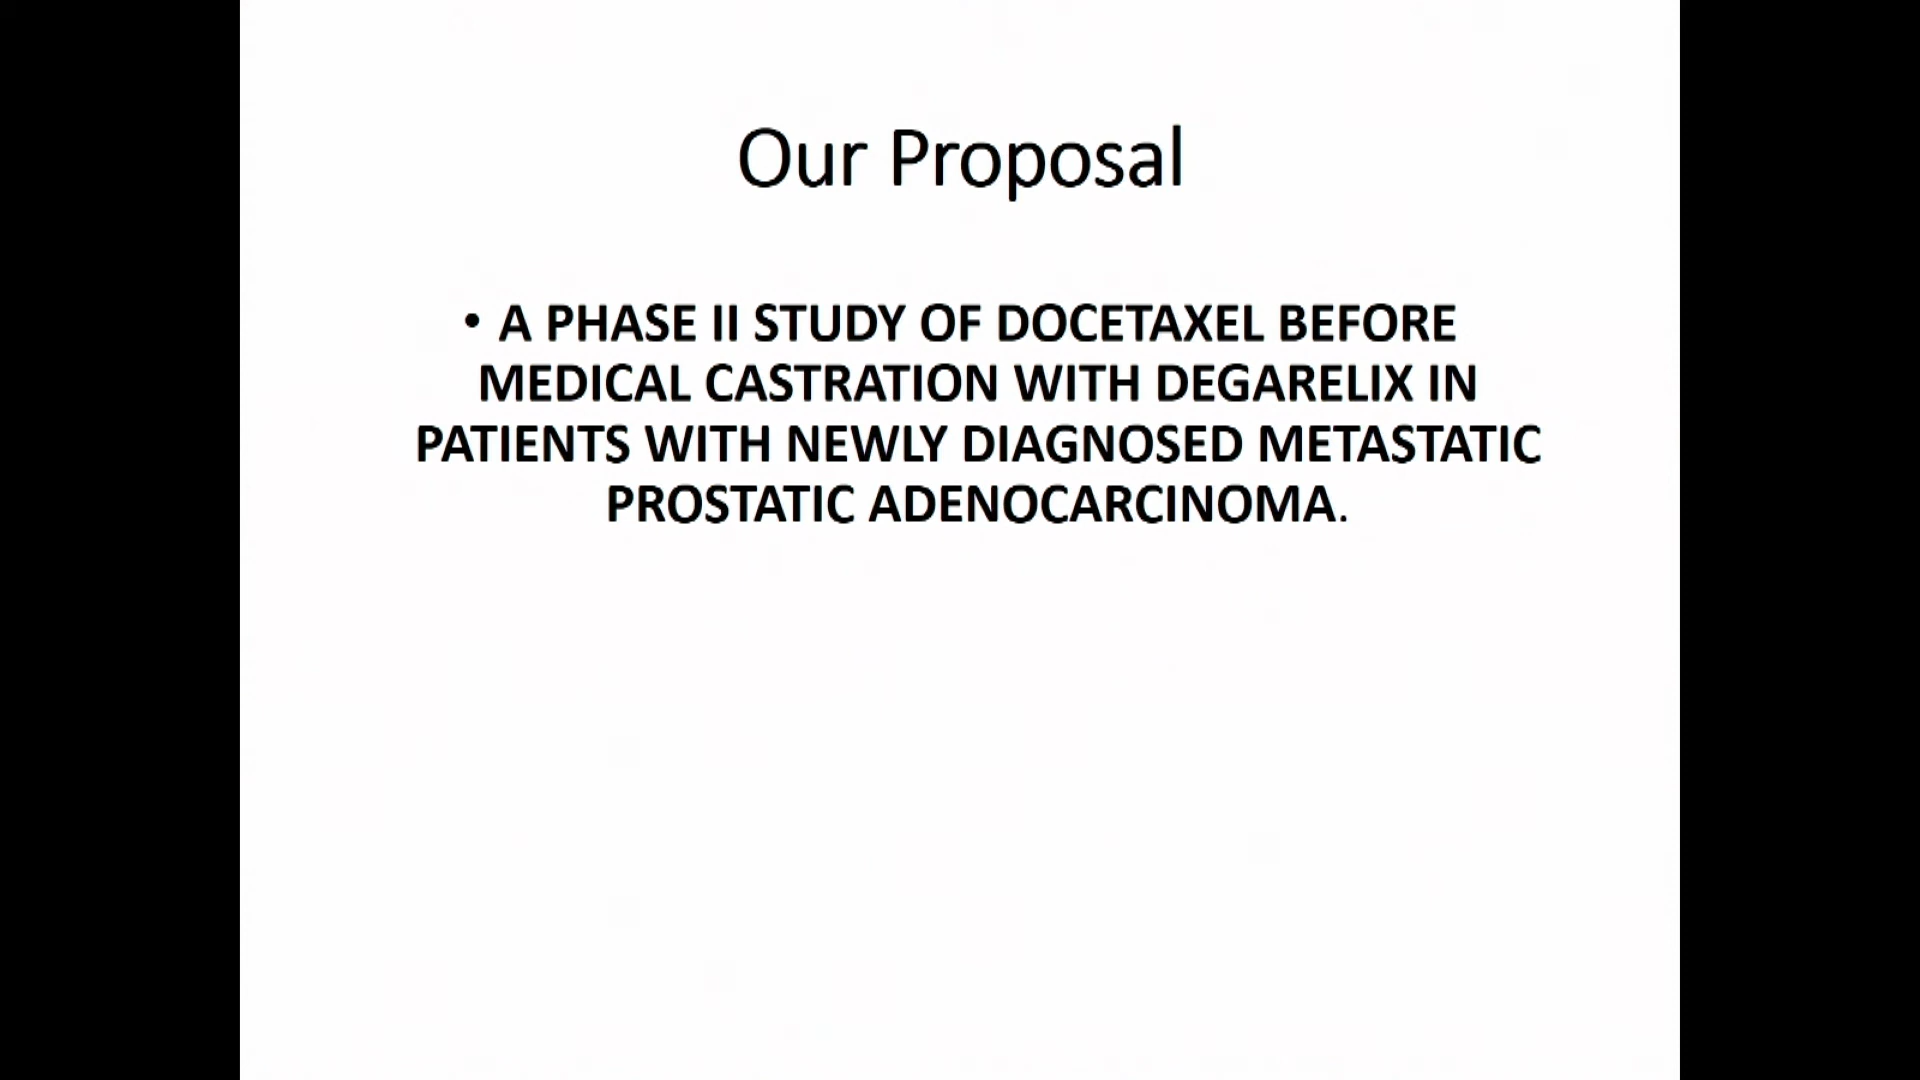 Our Proposal
• A PHASE II STUDY OF DOCETAXEL BEFORE
MEDICAL CASTRATION WITH DEGARELIX IN
PATIENTS WITH NEWLY DIAGNOSED METASTATIC
PROSTATIC ADENOCARCINOMA.